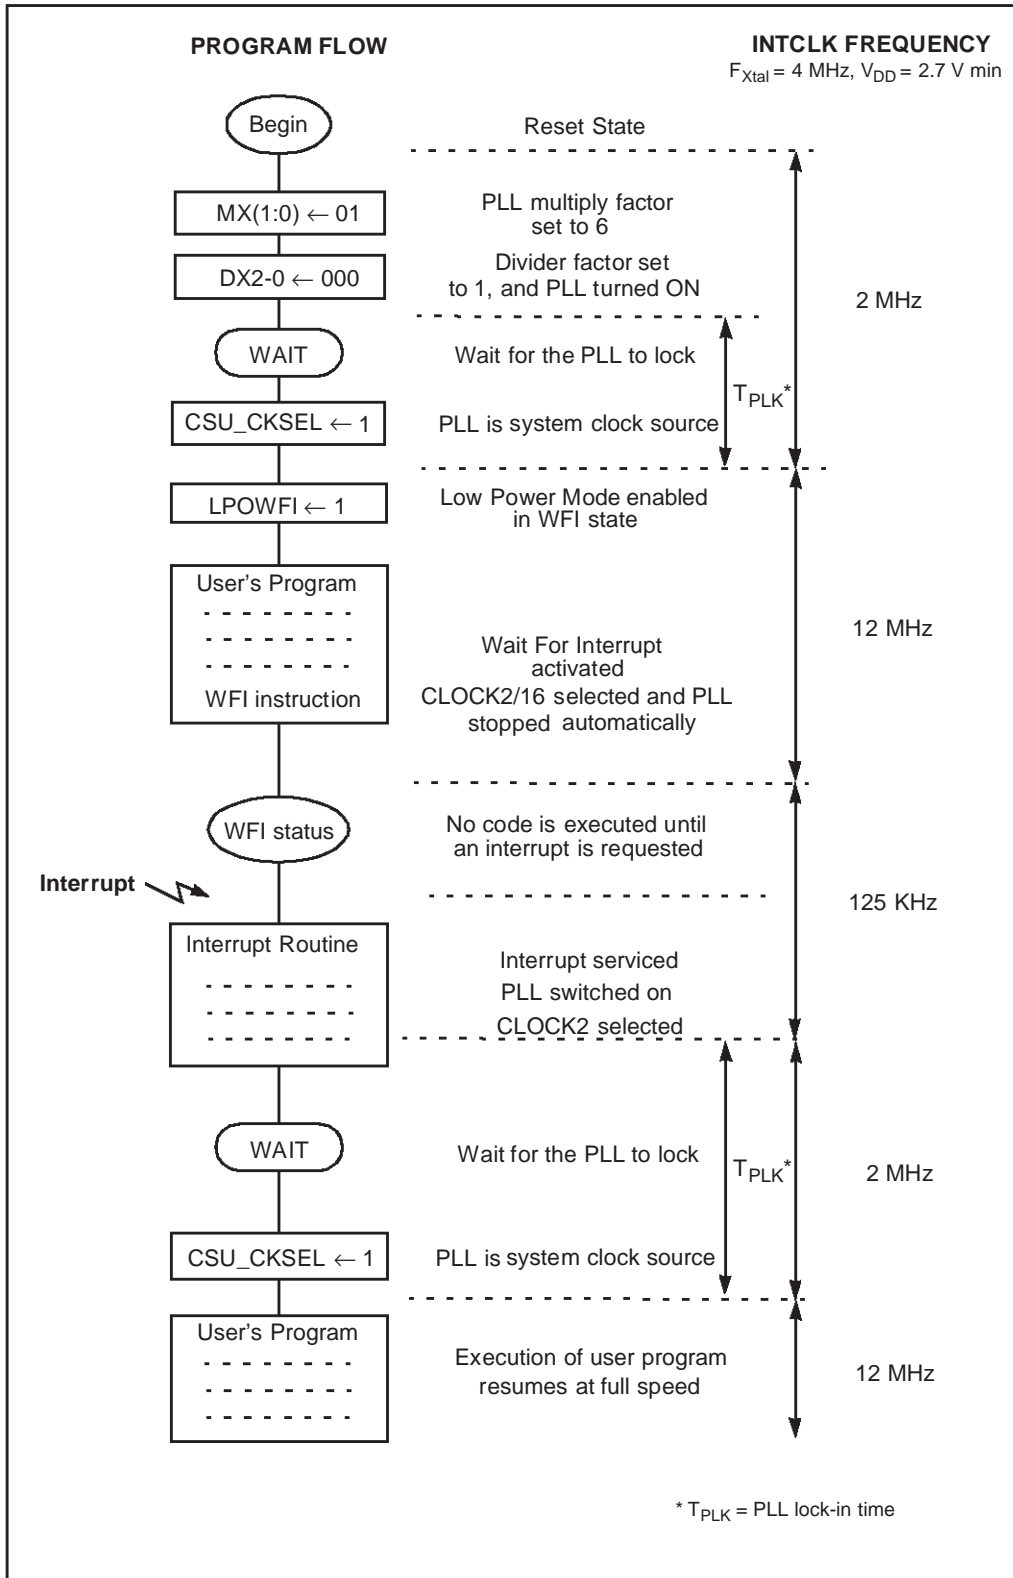 PROGRAM FLOW
INTCLK FREQUENCY
FXtal = 4 MHz, VDD = 2.7 V min
Begin
Reset State
MX(1:0) ← 01
PLL multiply factor
set to 6
DX2-0 ← 000
Divider factor set
to 1, and PLL turned ON
2 MHz
WAIT
Wait for the PLL to lock
TPLK*
CSU_CKSEL ← 1
PLL is system clock source
LPOWFI ← 1
Low Power Mode enabled
in WFI state
User's Program
WFI instruction
12 MHz
Wait For Interrupt
activated
CLOCK2/16 selected and PLL
stopped automatically
WFI status
No code is executed until
an interrupt is requested
Interrupt
125 KHz
Interrupt Routine
Interrupt serviced
PLL switched on
CLOCK2 selected
WAIT
Wait for the PLL to lock
TPLK*
2 MHz
CSU_CKSEL ← 1
PLL is system clock source
User's Program
Execution of user program
resumes at full speed
12 MHz
* TPLK = PLL lock-in time